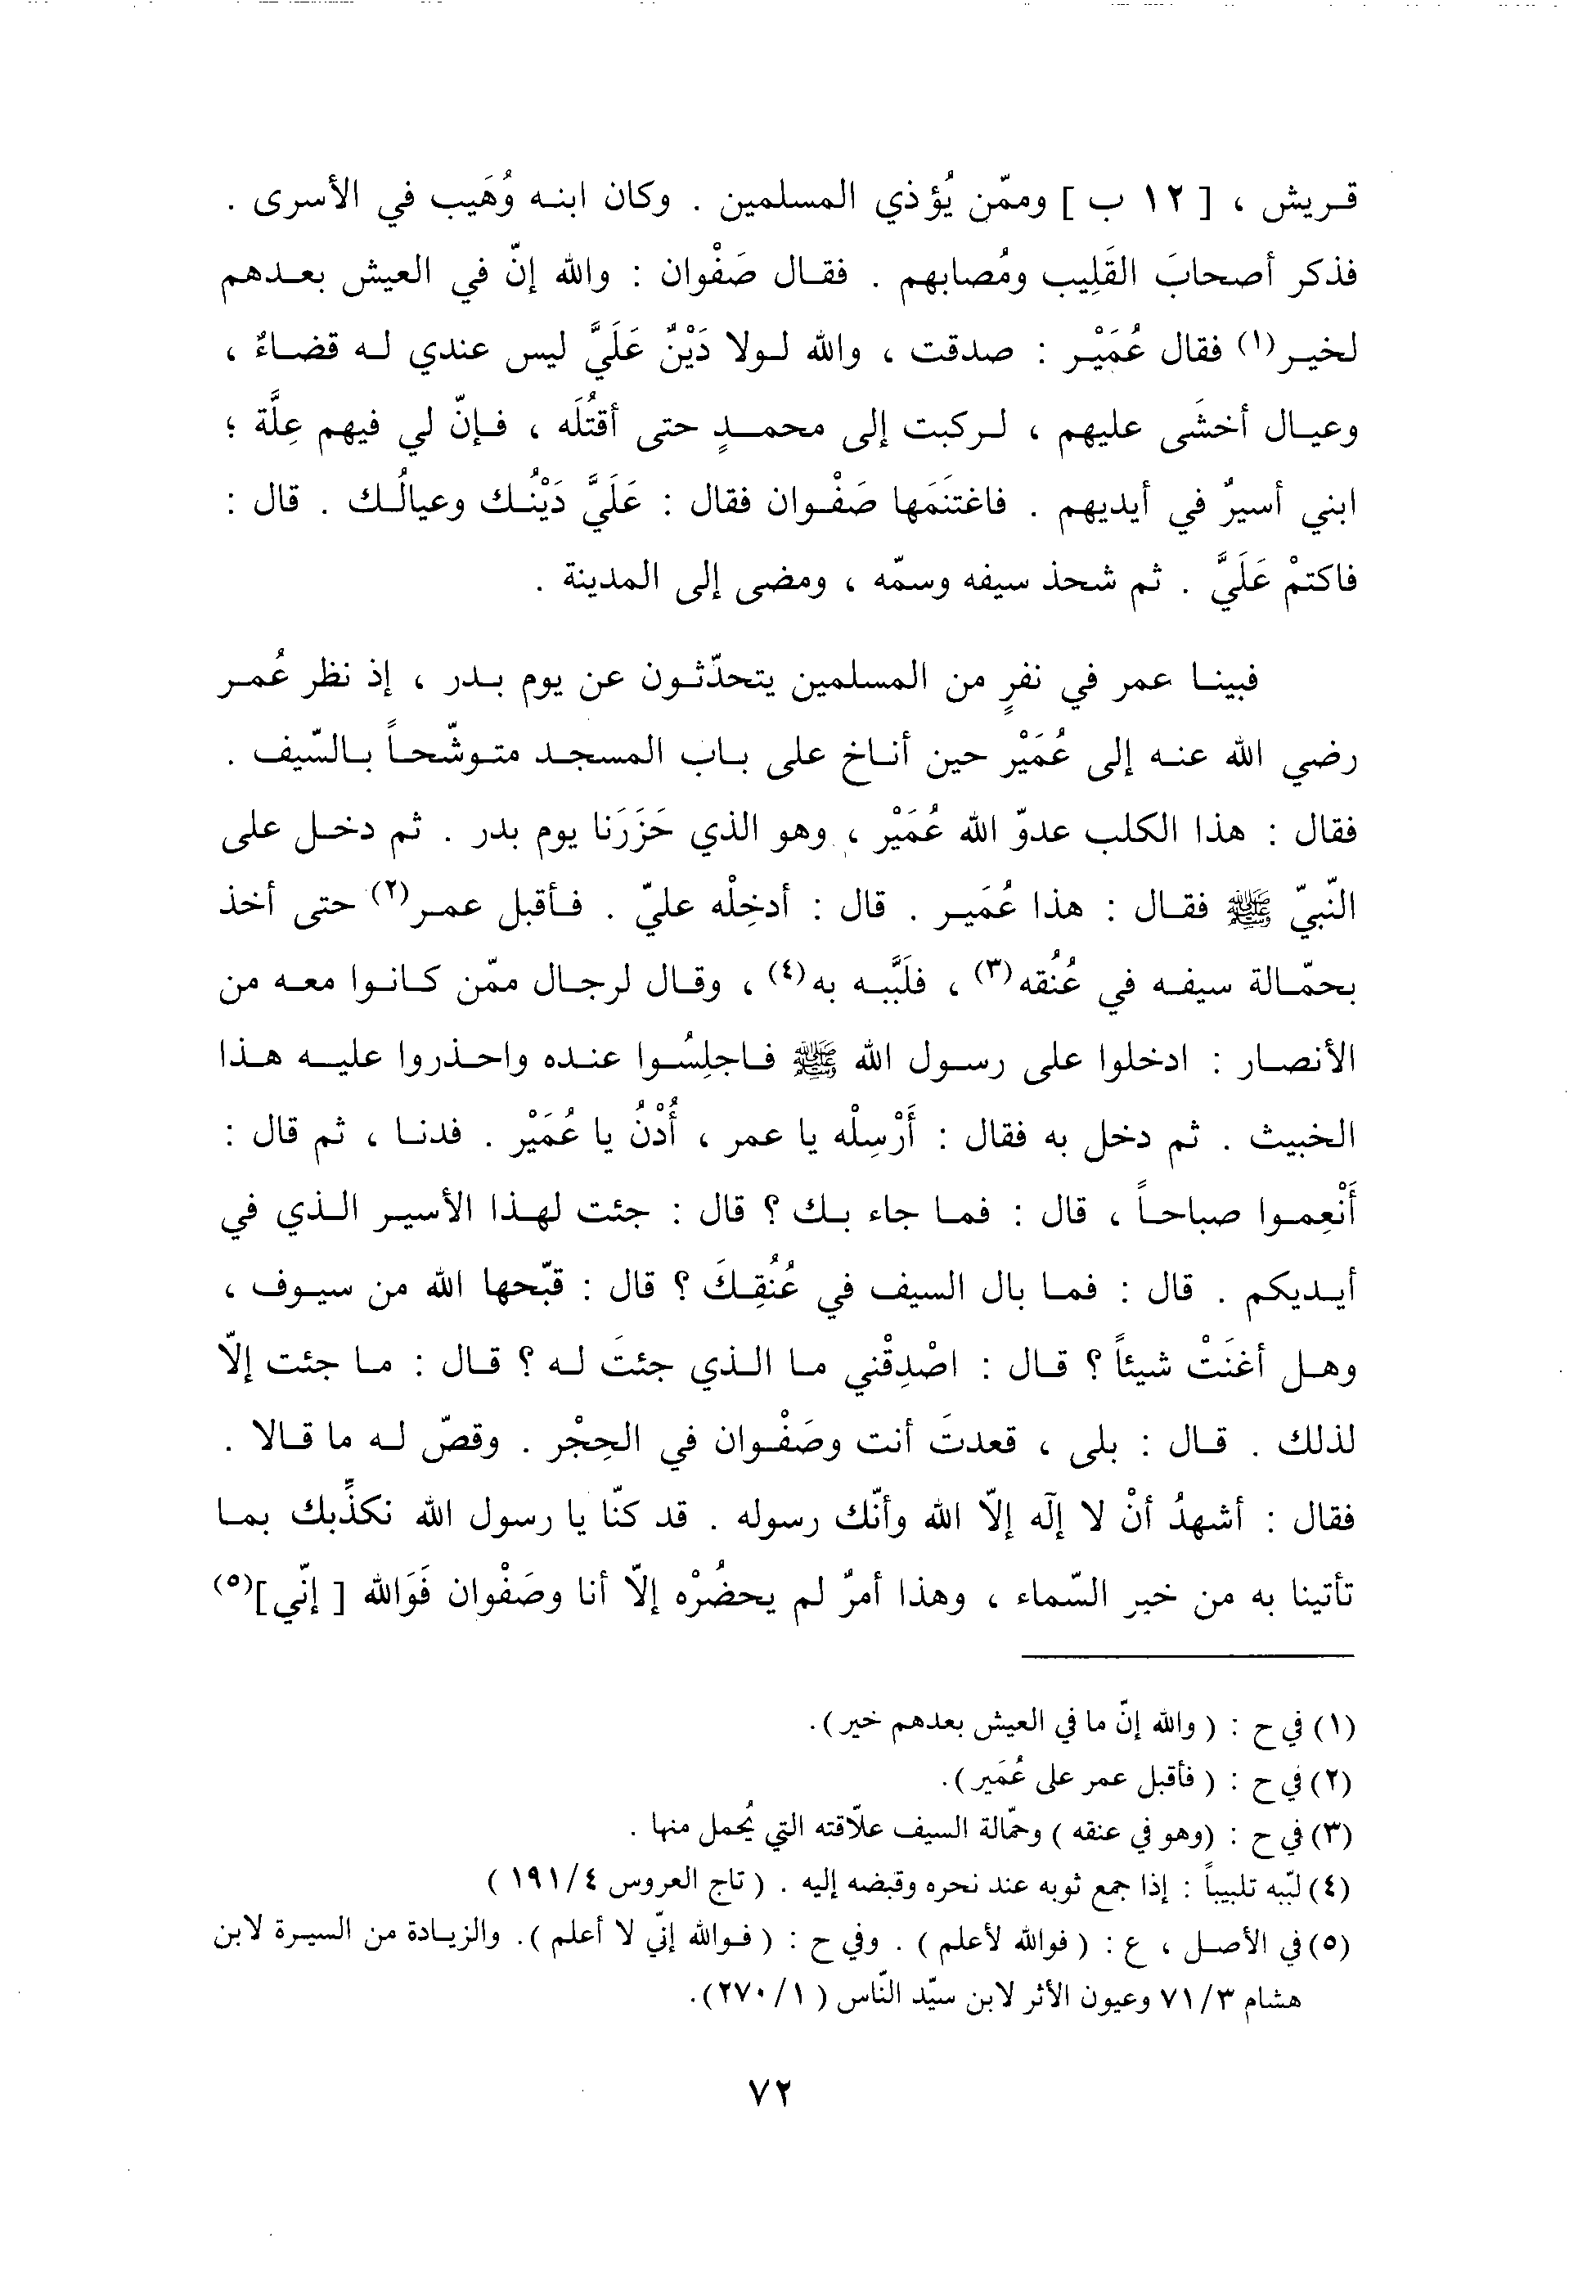 قريش ، [ ١٢ ب ] وممّن يُؤذي المسلمين . وكان ابنه وُهَيب في الأسرى .
فذكر أصحابَ القَلِيب ومُصابهم . فقال صَفْوان : والله إنّ في العيش بعدهم
لخير(١) فقال عُمَيْر : صدقت ، والله لولا دَيْنٌ عَلَيَّ ليس عندي له قضاءٌ ،
وعيال أخشَى عليهم ، لركبت إلى محمدٍ حتى أقتُلَه ، فإنّ لي فيهم عِلَّة ؛
ابني أسيرٌ في أيديهم . فاغتنَمَها صَفْوان فقال : عَلَيَّ دَيْنُك وعيالُك . قال :
فاكتمْ عَلَيَّ . ثم شحذ سيفه وسمّه ، ومضى إلى المدينة .
فبينا عمر في نفرٍ من المسلمين يتحدّثون عن يوم بدر ، إذ نظر عُمر
رضي الله عنه إلى عُمَيْر حين أناخ على باب المسجد متوشّحاً بالسّيف .
فقال : هذا الكلب عدوّ الله عُمَيْر ، وهو الذي حَزَرَنا يوم بدر . ثم دخل على
النّبيّ ﷺ فقال : هذا عُمَير . قال : أدخِلْه عليّ . فأقبل عمر(٢) حتى أخذ
بحمّالة سيفه في عُنُقه(٣) ، فلَبَّبه به(٤) ، وقال لرجال ممّن كانوا معه من
الأنصار : ادخلوا على رسول الله ﷺ فاجلِسُوا عنده واحذروا عليه هذا
الخبيث . ثم دخل به فقال : أَرْسِلْه يا عمر ، أُدْنُ يا عُمَيْر . فدنا ، ثم قال :
أَنْعِموا صباحاً ، قال : فما جاء بك ؟ قال : جئت لهذا الأسير الذي في
أيديكم . قال : فما بال السيف في عُنُقِكَ ؟ قال : قبّحها الله من سيوف ،
وهل أغنَتْ شيئاً ؟ قال : اصْدِقْني ما الذي جئتَ له ؟ قال : ما جئت إلّا
لذلك . قال : بلى ، قعدتَ أنت وصَفْوان في الحِجْر . وقصّ له ما قالا .
فقال : أشهدُ أنْ لا إلَه إلّا الله وأنّك رسوله . قد كنّا يا رسول الله نكذِّبك بما
تأتينا به من خبر السّماء ، وهذا أمرٌ لم يحضُرْه إلّا أنا وصَفْوان فَوَالله [ إنّي ](٥)
(١) في ح : ( والله إنّ ما في العيش بعدهم خير ).
(٢) في ح : ( فأقبل عمر على عُمَير ).
(٣) في ح : (وهو في عنقه ) وحمّالة السيف علاّقته التي يُحمل منها .
(٤) لبّبه تلبيباً : إذا جمع ثوبه عند نحره وقبضه إليه . ( تاج العروس ١٩١/٤ )
(٥) في الأصل ، ع : ( فوالله لأعلم ) . وفي ح : ( فوالله إنّي لا أعلم ). والزيادة من السيرة لابن
هشام ٧١/٣ وعيون الأثر لابن سيّد النّاس ( ٢٧٠/١).
٧٢